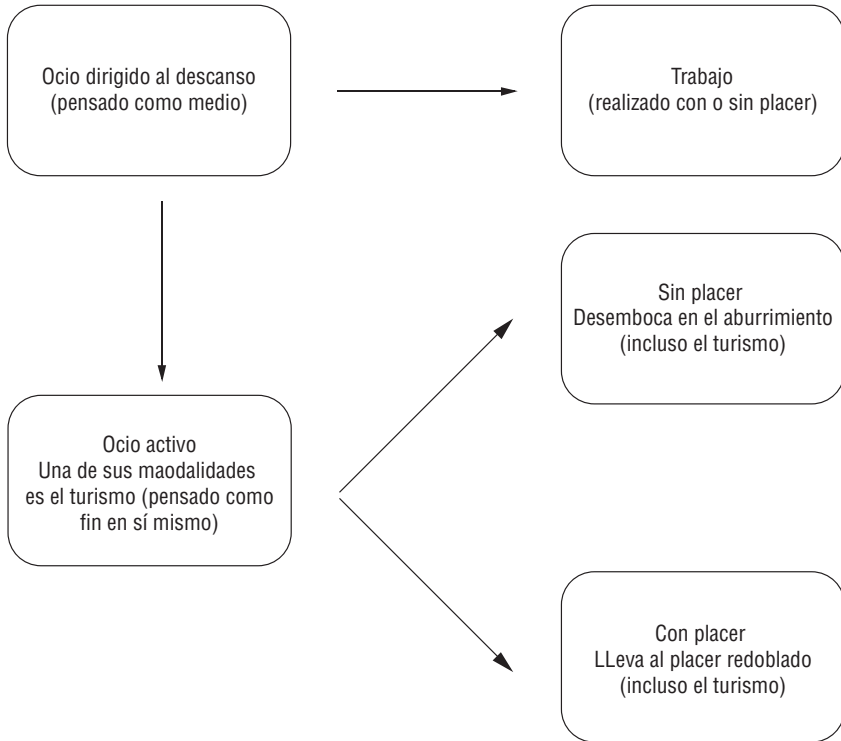 Ocio dirigido al descanso
(pensado como medio)
Trabajo
(realizado con o sin placer)
Sin placer
Desemboca en el aburrimiento
(incluso el turismo)
Ocio activo
Una de sus maodalidades
es el turismo (pensado como
fin en sí mismo)
Con placer
LLeva al placer redoblado
(incluso el turismo)